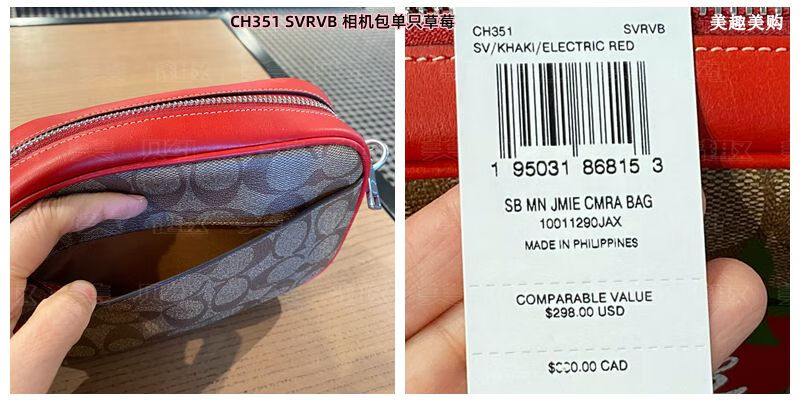 CH351 SVRVB 相机包单只草莓
美趣美购
CH351 SVRVB
SV/KHAKI/ELECTRIC RED
1 95031 86815 3
SB MN JMIE CMRA BAG
10011290JAX
MADE IN PHILIPPINES
COMPARABLE VALUE
$298.00 USD